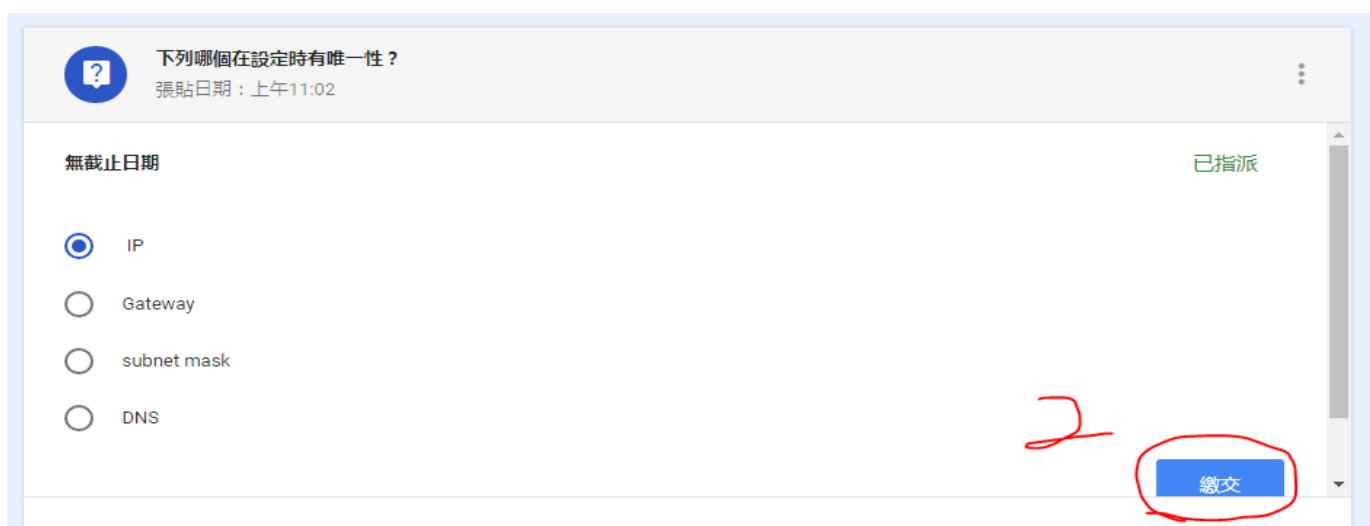 下列哪個在設定時有唯一性？
張貼日期：上午11:02
無截止日期
已指派
IP
Gateway
subnet mask
DNS
2
繳交